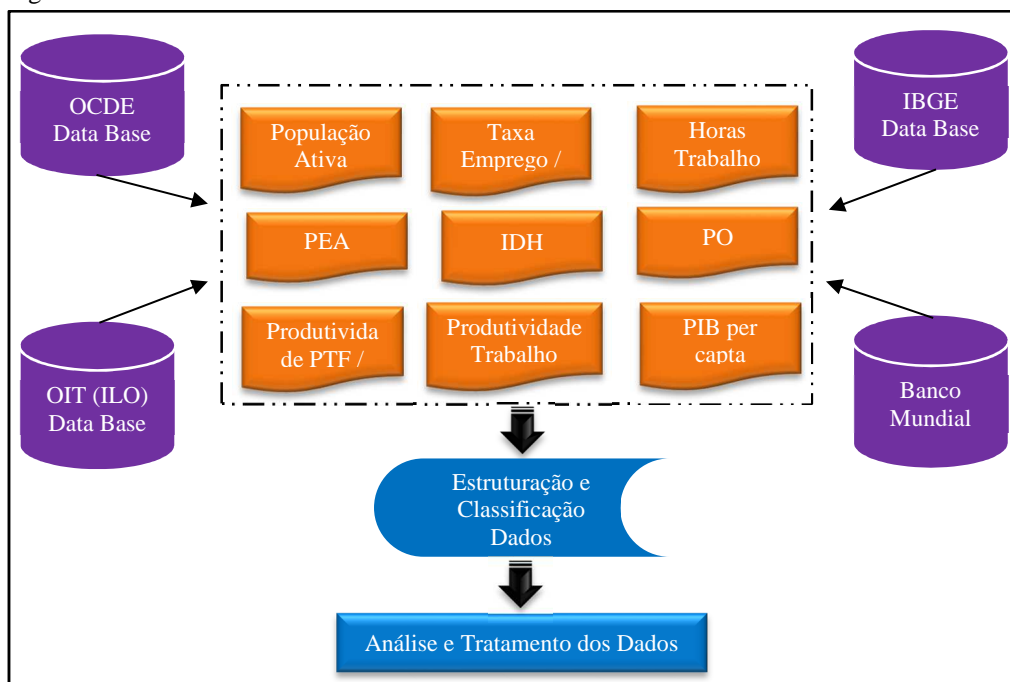 OCDE
Data Base
IBGE
Data Base
População
Ativa
Taxa
Emprego /
Horas
Trabalho
PEA
IDH
PO
Produtivida
de PTF /
Produtividade
Trabalho
PIB per
capta
OIT (ILO)
Data Base
Banco
Mundial
Estruturação e
Classificação
Dados
Análise e Tratamento dos Dados